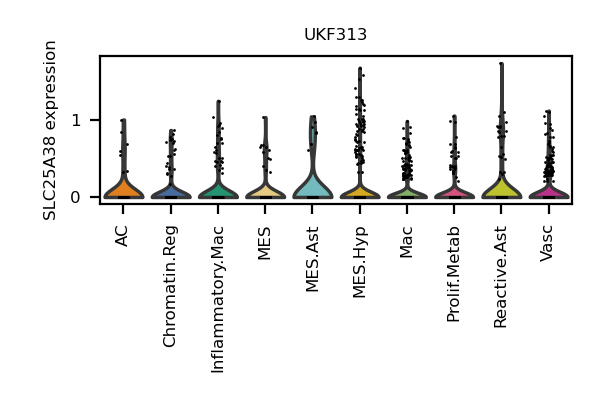 UKF313
SLC25A38 expression
1
0
AC
Chromatin.Reg
Inflammatory.Mac
MES
MES.Ast
MES.Hyp
Mac
Prolif.Metab
Reactive.Ast
Vasc